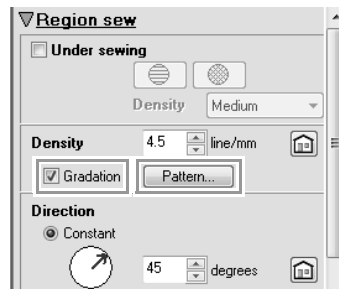 ▽Region sew
Under sewing
Density Medium
Density 4.5 line/mm
Gradation Pattern...
Direction
Constant
45 degrees